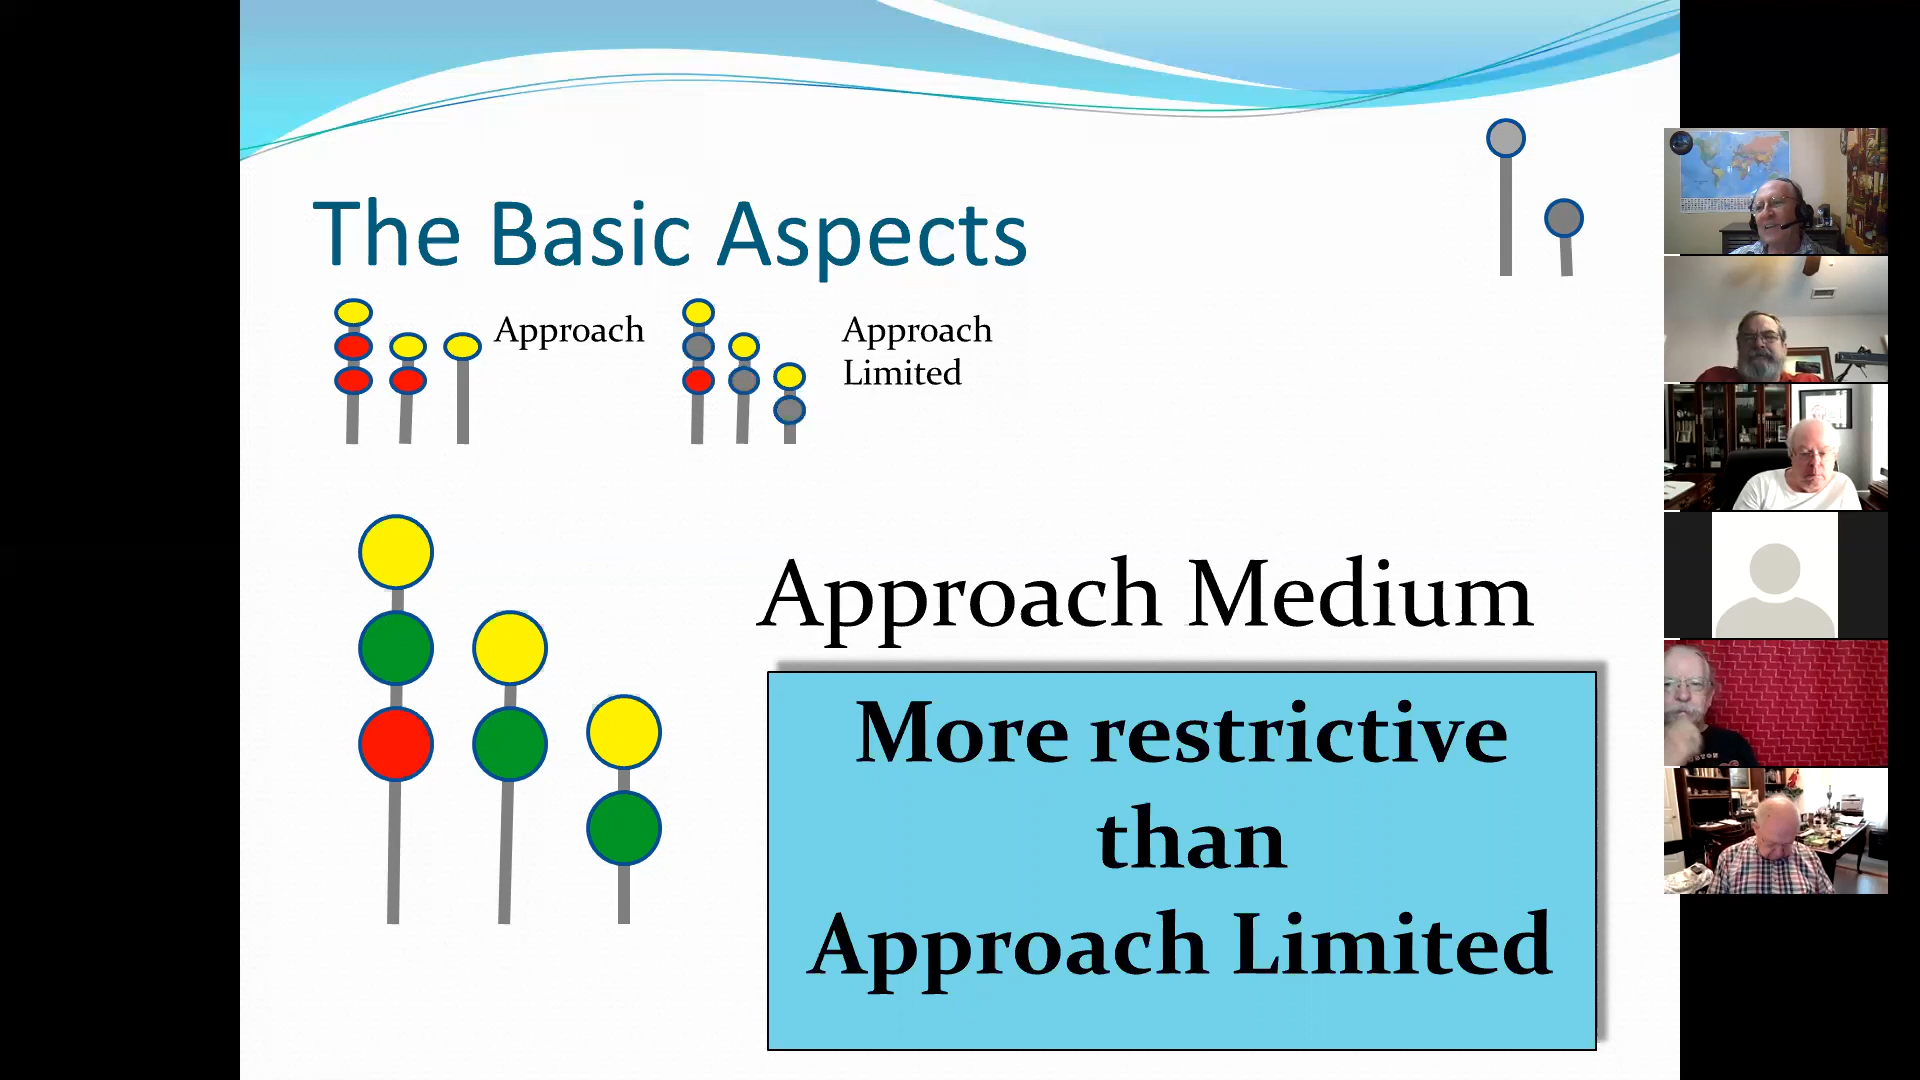 The Basic Aspects
Approach
Approach
Limited
Approach Medium
More restrictive
than
Approach Limited